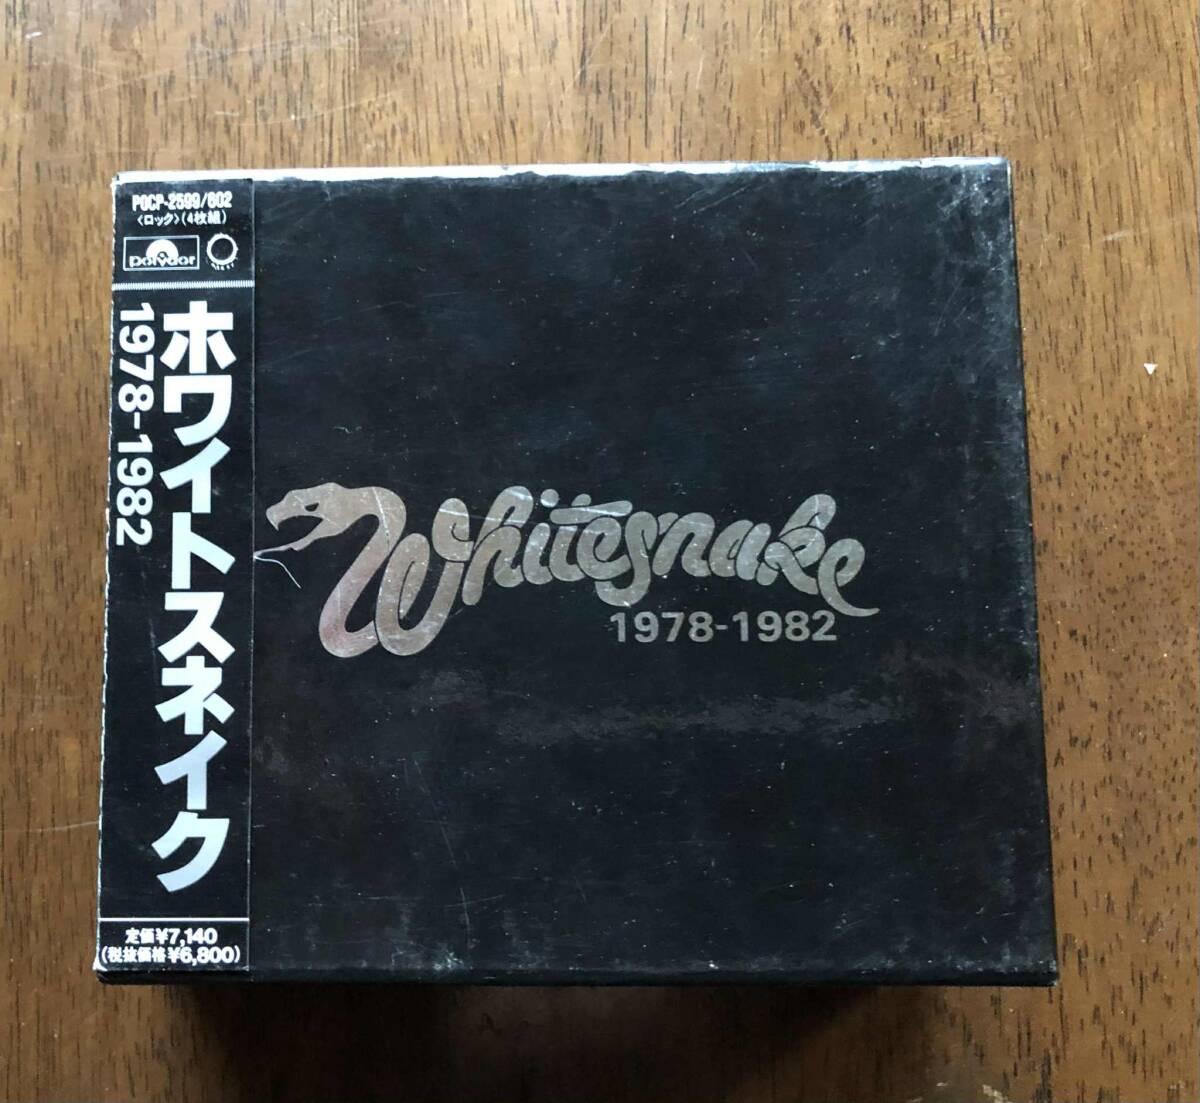 POCP-2599/602
〈ロック〉(4枚組)
polydor
ホワイトスネイク
1978-1982
定価¥7,140
(税抜価格¥6,800)
Whitesnake
1978-1982